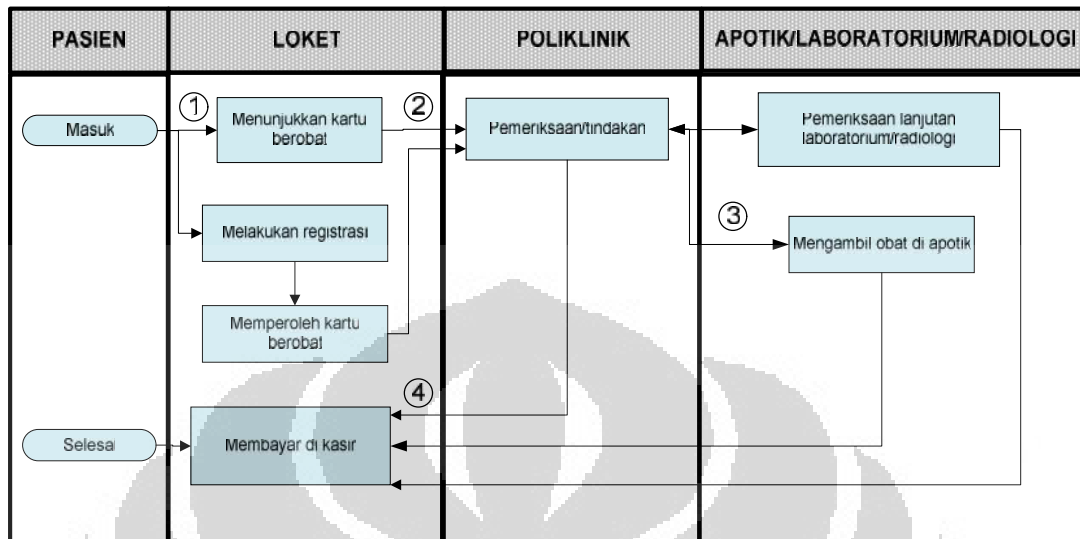 PASIEN
LOKET
POLIKLINIK
APOTIK/LABORATORIUM/RADIOLOGI
Masuk
①
Menunjukkan kartu
berobat
②
Pemeriksaan/tindakan
Pemeriksaan lanjutan
laboratorium/radiologi
Melakukan registrasi
③
Mengambil obat di apotik
Memperoleh kartu
berobat
④
Selesai
Membayar di kasir